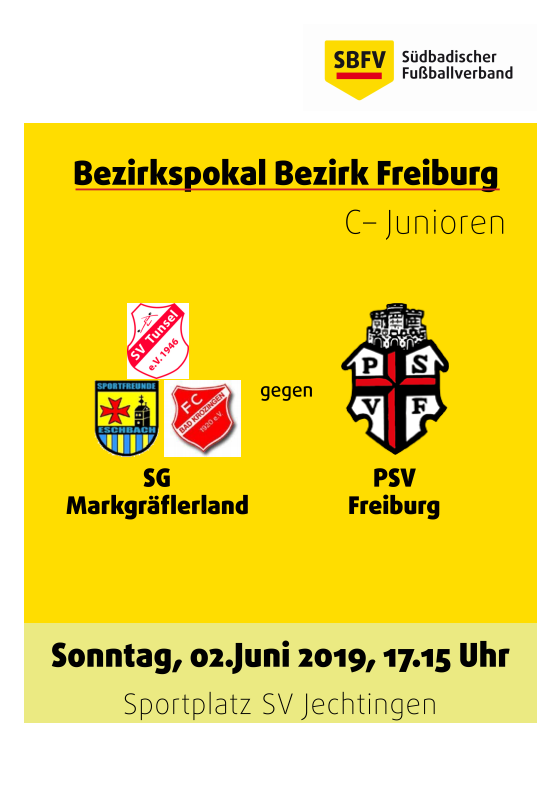 SBFV
Südbadischer
Fußballverband
Bezirkspokal Bezirk Freiburg
C– Junioren
SV Tunsel
e.V. 1946
SPORTFREUNDE
ESCHBACH
FC
BAD KROZINGEN
1920 e.V.
gegen
P S
V F
SG
Markgräflerland
PSV
Freiburg
Sonntag, 02.Juni 2019, 17.15 Uhr
Sportplatz SV Jechtingen